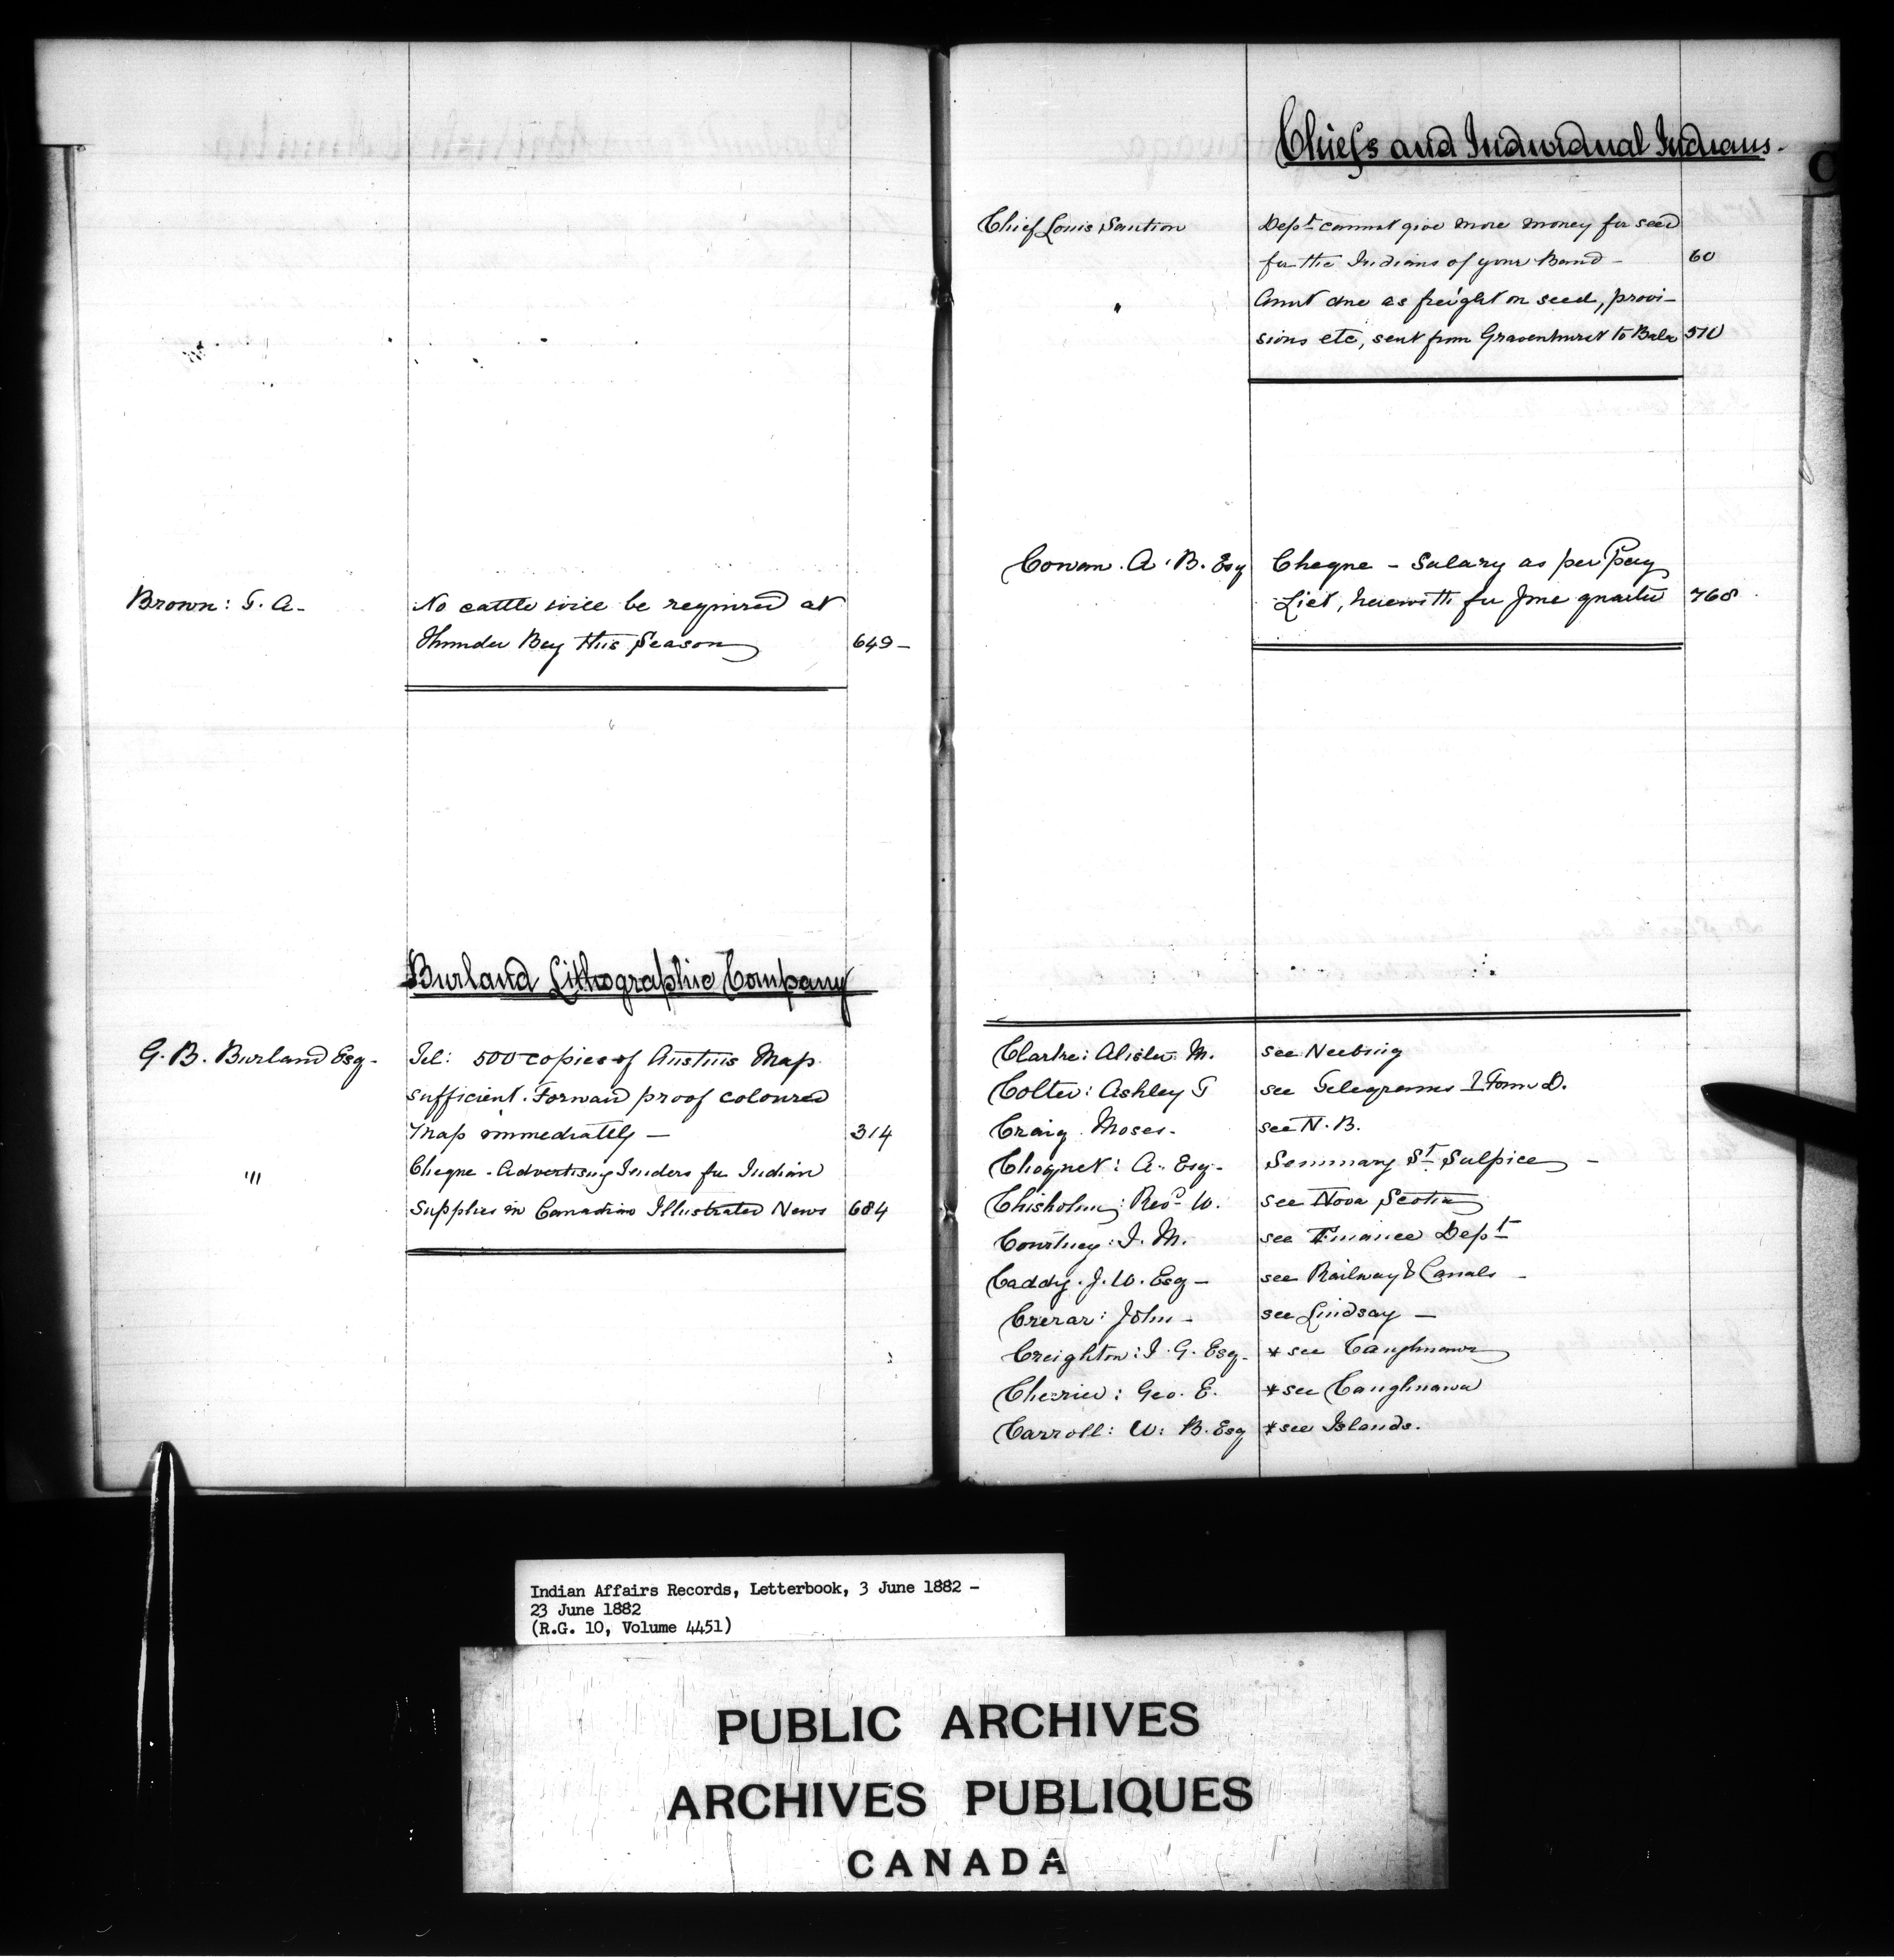 Brown: T. A-
No cattle will be required at
Thunder Bay this Season 649-
Burland Lithographic Company
G. B. Burland Esq-
Tel: 500 copies of Austins Map
sufficient. Forward proof coloured
Map immediately — 314
"
Cheque - Advertising Tenders for Indian
Supplies in Canadian Illustrated News 684
Chiefs and Individual Indians.
C
Chief Louis
Dept cannot give more money for seed
for the Indians of your Band - 60
"
Amnt due as freight on seed, provi-
sions etc, sent from Gravenhurst to Bala 510
Cowan. A. B. Esq
Cheque - Salary as per Pay
List, herewith for June quarter 768
Clarke: Alister M. see Neebing
Colter: Ashley G see Telegrams Form D.
Craig Moses- see N. B.
Choquet: A. Esq- Seminary St Sulpice -
Chisholm: Revd W. see Nova Scotia
Courtney: J. M. see Finance Dept
Caddy. J. W. Esq- see Railway & Canals -
Crerar: John- see Lindsay —
Creighton: J. G. Esq- *see Caughnawa
Cherrier: Geo. E. *see Caughnawa
Carroll: W: B. Esq *see Islands.
Indian Affairs Records, Letterbook, 3 June 1882 -
23 June 1882
(R.G. 10, Volume 4451)
PUBLIC ARCHIVES
ARCHIVES PUBLIQUES
CANADA